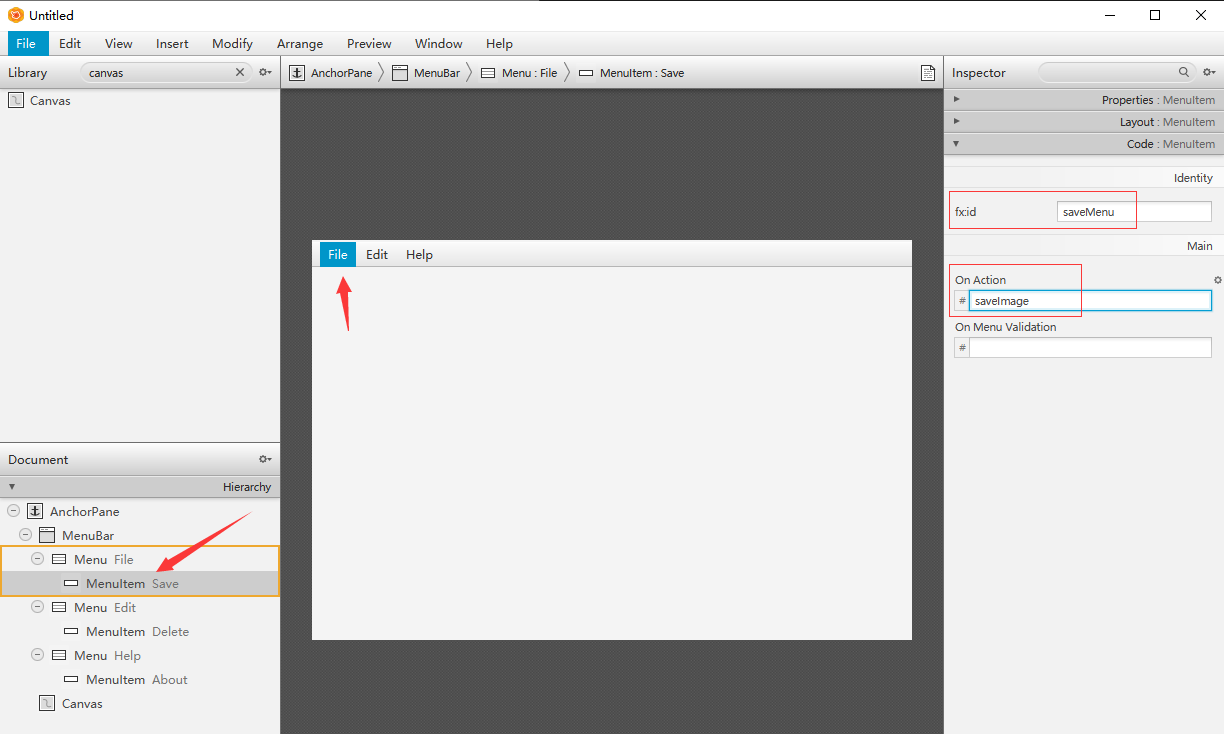 Untitled
File Edit View Insert Modify Arrange Preview Window Help
Library canvas
AnchorPane MenuBar Menu : File MenuItem : Save
Inspector
Canvas
Properties : MenuItem
Layout : MenuItem
Code : MenuItem
Identity
fx:id saveMenu
Main
On Action
# saveImage
On Menu Validation
#
File Edit Help
Document
Hierarchy
AnchorPane
MenuBar
Menu File
MenuItem Save
Menu Edit
MenuItem Delete
Menu Help
MenuItem About
Canvas